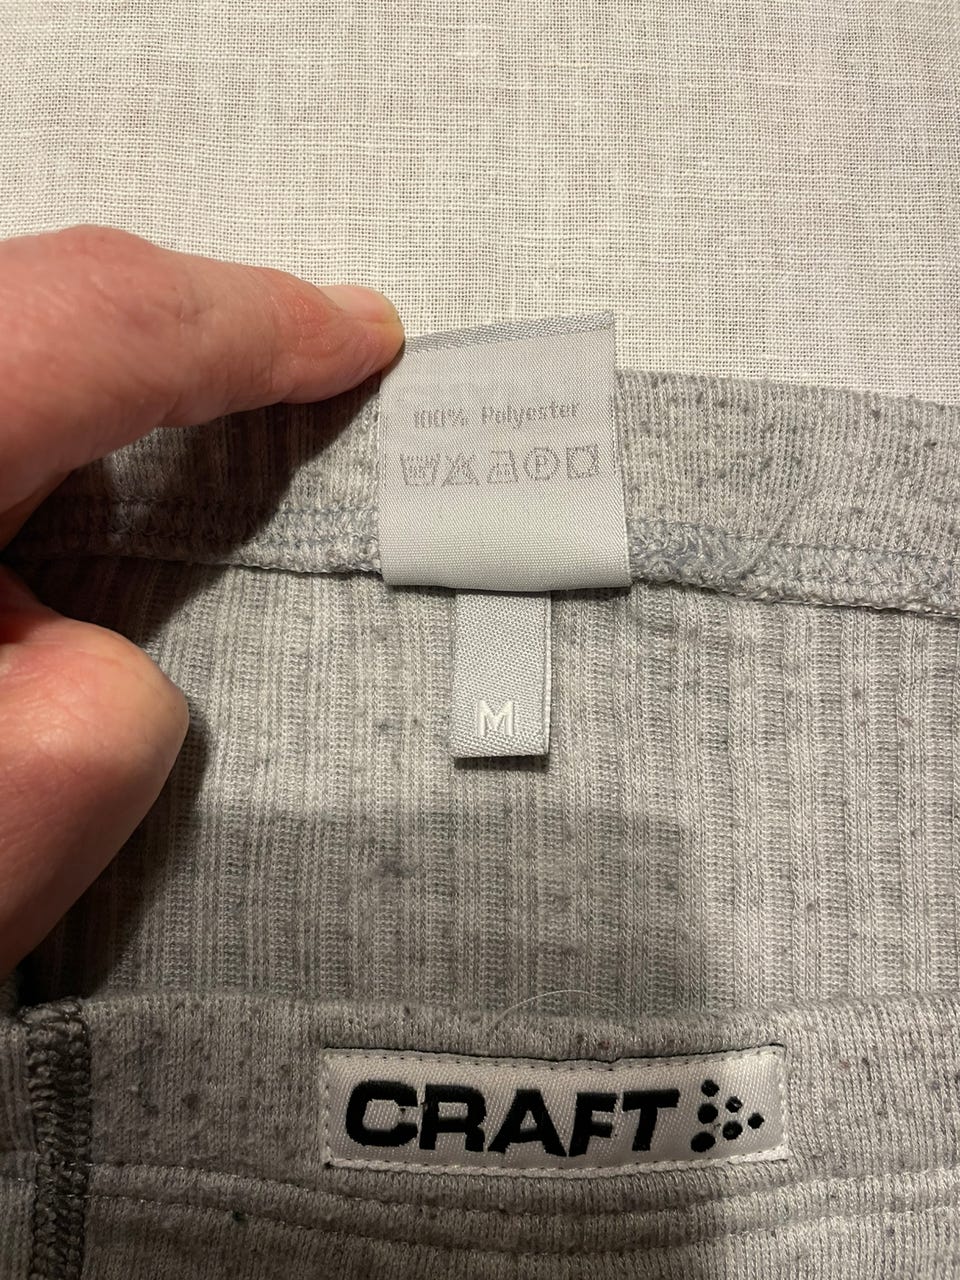 100% Polyester
P
M
CRAFT